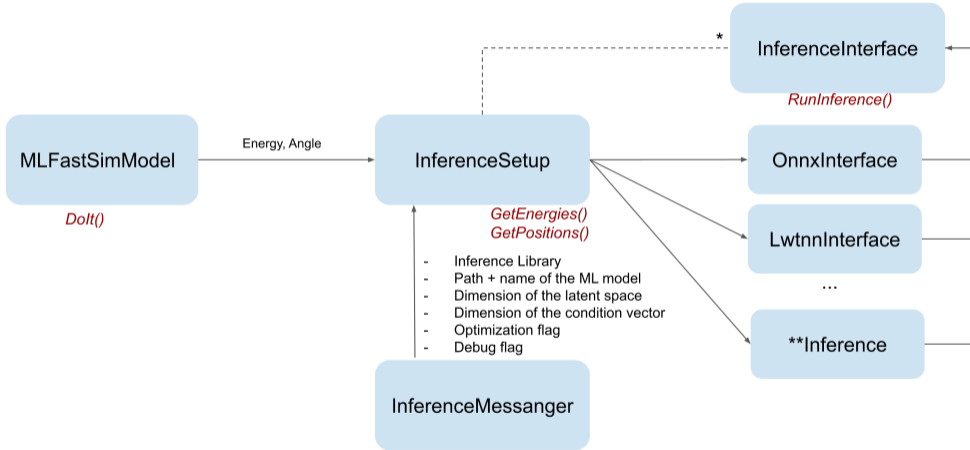 *
InferenceInterface
RunInference()
MLFastSimModel
DoIt()
Energy, Angle
InferenceSetup
GetEnergies()
GetPositions()
OnnxInterface
LwtnnInterface
...
**Inference
- Inference Library
- Path + name of the ML model
- Dimension of the latent space
- Dimension of the condition vector
- Optimization flag
- Debug flag
InferenceMessanger